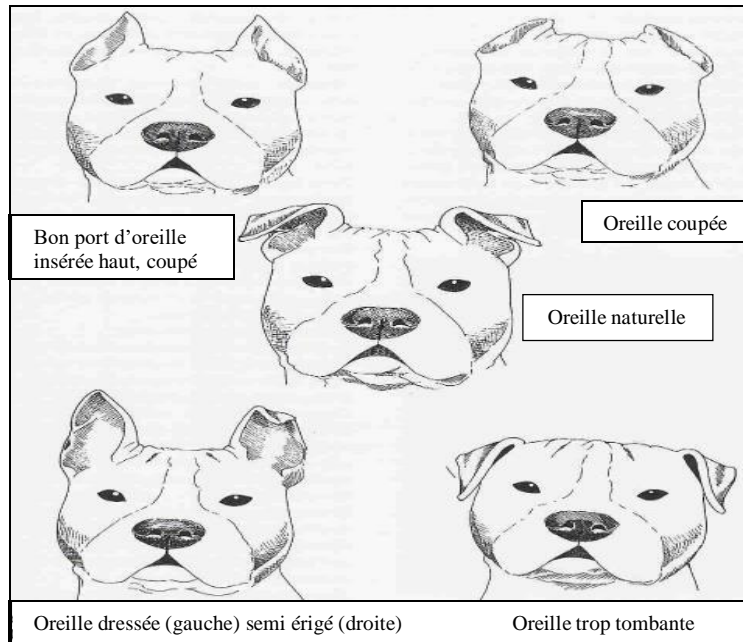 Bon port d’oreille
insérée haut, coupé
Oreille coupée
Oreille naturelle
Oreille dressée (gauche) semi érigé (droite)
Oreille trop tombante